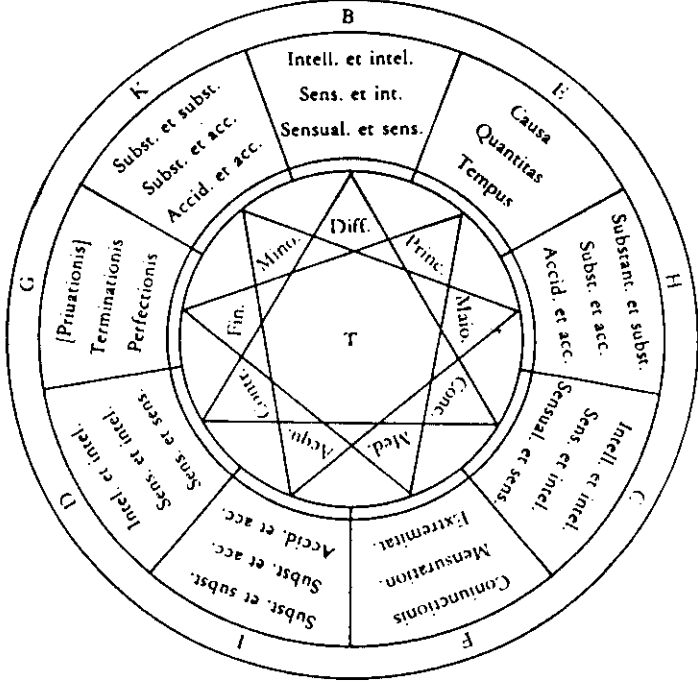 B
Intell. et intel.
Sens. et int.
Sensual. et sens.
E
Causa
Quantitas
Tempus
H
Substant. et subst.
Subst. et acc.
Accid. et acc.
C
Intell. et intel.
Sens. et intel.
Sensual. et sens
F
Coniunctionis
Mensuration.
Extremitat.
I
Subst. et subst.
Subst. et acc.
Accid. et acc.
D
Intel. et intel.
Sens. et intel.
Sens. et sens.
G
[Priuationis]
Terminationis
Perfectionis
K
Subst. et subst.
Subst. et acc.
Accid. et acc.
Diff.
Princ.
Maio.
Conc.
Med.
Aequ.
Contr.
Fin.
Mino.
T